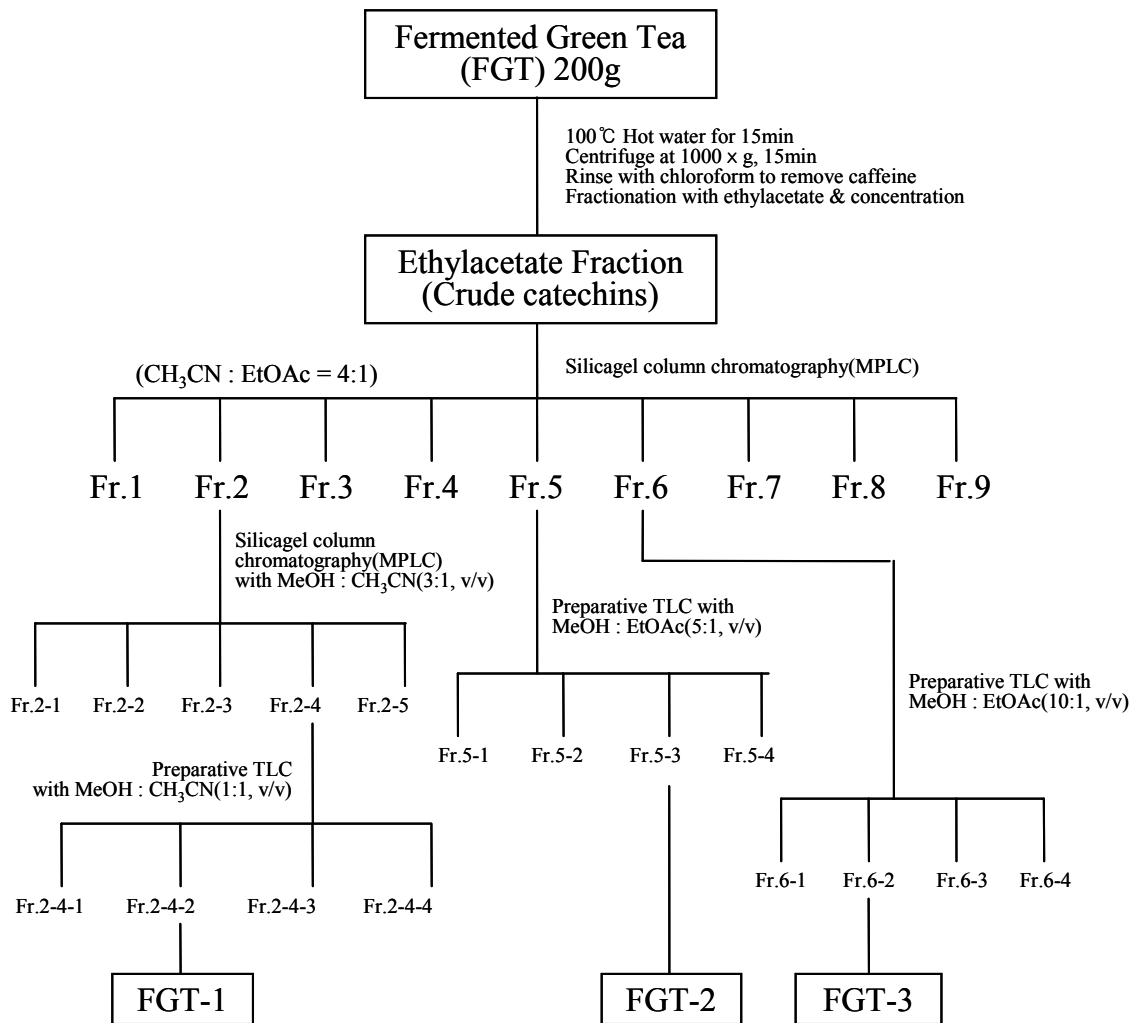 Fermented Green Tea
(FGT) 200g
100℃ Hot water for 15min
Centrifuge at 1000 × g, 15min
Rinse with chloroform to remove caffeine
Fractionation with ethylacetate & concentration
Ethylacetate Fraction
(Crude catechins)
(CH₃CN : EtOAc = 4:1)
Silicagel column chromatography(MPLC)
Fr.1 Fr.2 Fr.3 Fr.4 Fr.5 Fr.6 Fr.7 Fr.8 Fr.9
Silicagel column
chromatography(MPLC)
with MeOH : CH₃CN(3:1, v/v)
Preparative TLC with
MeOH : EtOAc(5:1, v/v)
Preparative TLC with
MeOH : EtOAc(10:1, v/v)
Fr.2-1 Fr.2-2 Fr.2-3 Fr.2-4 Fr.2-5
Fr.5-1 Fr.5-2 Fr.5-3 Fr.5-4
Preparative TLC
with MeOH : CH₃CN(1:1, v/v)
Fr.6-1 Fr.6-2 Fr.6-3 Fr.6-4
Fr.2-4-1 Fr.2-4-2 Fr.2-4-3 Fr.2-4-4
FGT-1 FGT-2 FGT-3